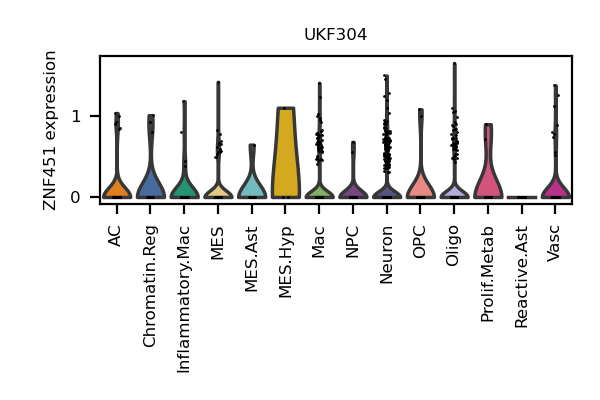 UKF304
ZNF451 expression
1
0
AC
Chromatin.Reg
Inflammatory.Mac
MES
MES.Ast
MES.Hyp
Mac
NPC
Neuron
OPC
Oligo
Prolif.Metab
Reactive.Ast
Vasc